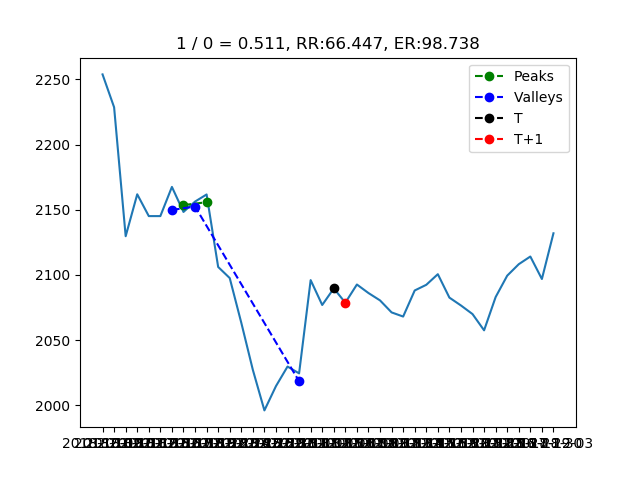 1 / 0 = 0.511, RR:66.447, ER:98.738
2250
2200
2150
2100
2050
2000
Peaks
Valleys
T
T+1